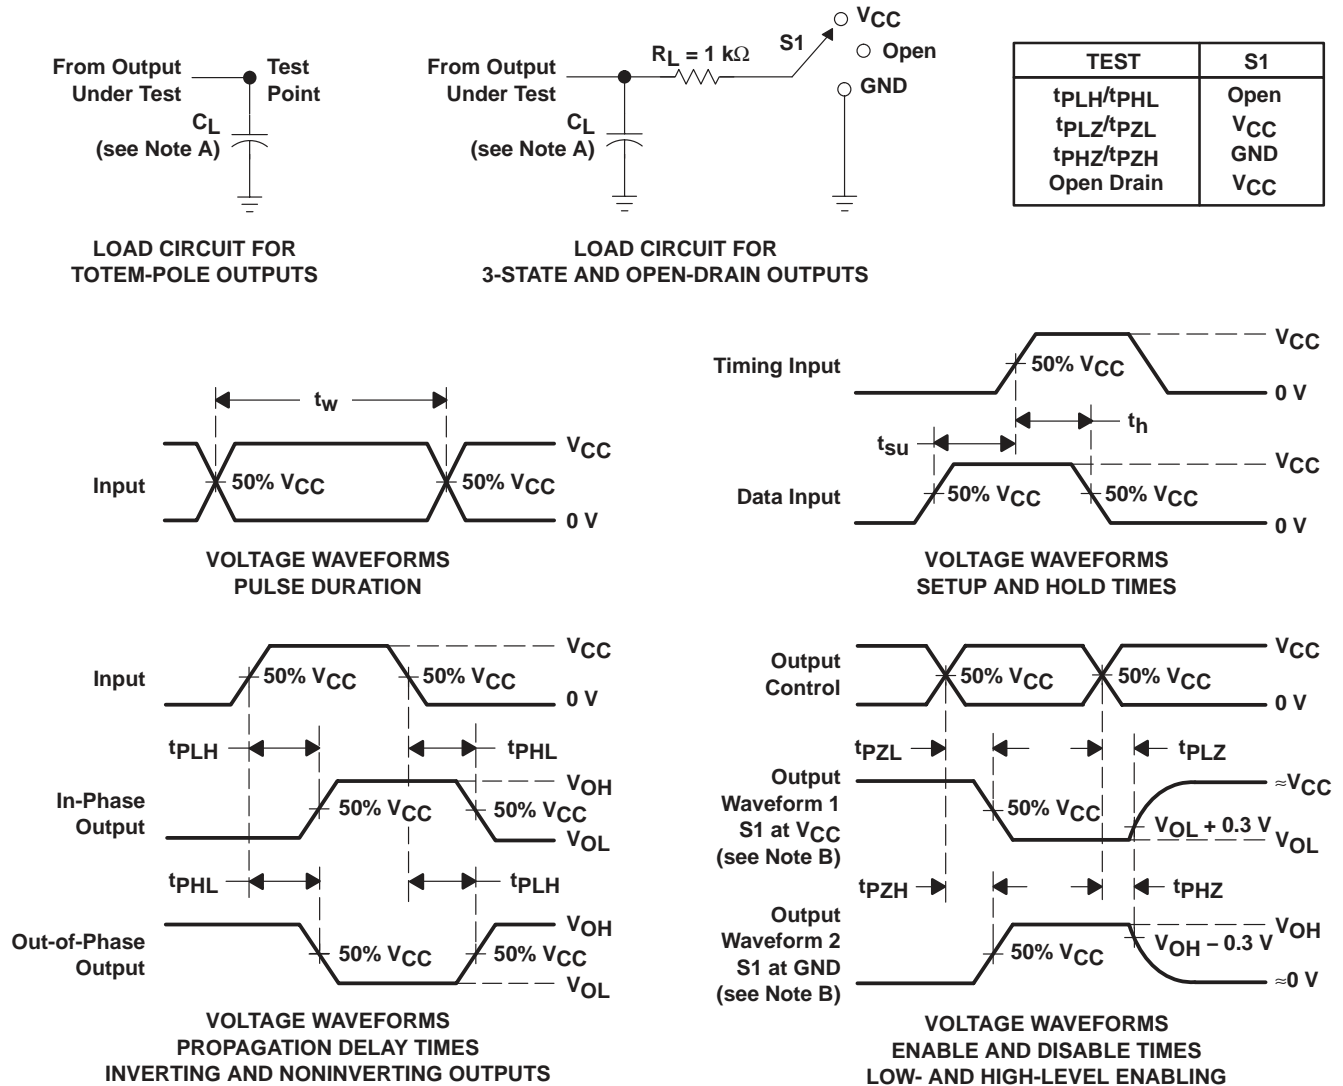 From Output
Under Test
Test
Point
CL
(see Note A)
LOAD CIRCUIT FOR
TOTEM-POLE OUTPUTS
From Output
Under Test
RL = 1 kΩ
S1
VCC
Open
GND
CL
(see Note A)
LOAD CIRCUIT FOR
3-STATE AND OPEN-DRAIN OUTPUTS
TEST S1
tPLH/tPHL Open
tPLZ/tPZL VCC
tPHZ/tPZH GND
Open Drain VCC
tw
Input
50% VCC
50% VCC
VCC
0 V
VOLTAGE WAVEFORMS
PULSE DURATION
Timing Input
50% VCC
VCC
0 V
tsu
th
Data Input
50% VCC
50% VCC
VCC
0 V
VOLTAGE WAVEFORMS
SETUP AND HOLD TIMES
Input
50% VCC
50% VCC
VCC
0 V
tPLH
tPHL
In-Phase
Output
50% VCC
50% VCC
VOH
VOL
tPHL
tPLH
Out-of-Phase
Output
50% VCC
50% VCC
VOH
VOL
VOLTAGE WAVEFORMS
PROPAGATION DELAY TIMES
INVERTING AND NONINVERTING OUTPUTS
Output
Control
50% VCC
50% VCC
VCC
0 V
tPZL
tPLZ
Output
Waveform 1
S1 at VCC
(see Note B)
50% VCC
≈VCC
VOL + 0.3 V
VOL
tPZH
tPHZ
Output
Waveform 2
S1 at GND
(see Note B)
50% VCC
VOH
VOH − 0.3 V
≈0 V
VOLTAGE WAVEFORMS
ENABLE AND DISABLE TIMES
LOW- AND HIGH-LEVEL ENABLING